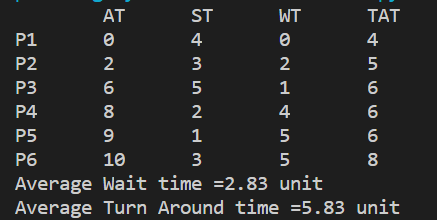 AT ST WT TAT
P1 0 4 0 4
P2 2 3 2 5
P3 6 5 1 6
P4 8 2 4 6
P5 9 1 5 6
P6 10 3 5 8
Average Wait time =2.83 unit
Average Turn Around time =5.83 unit